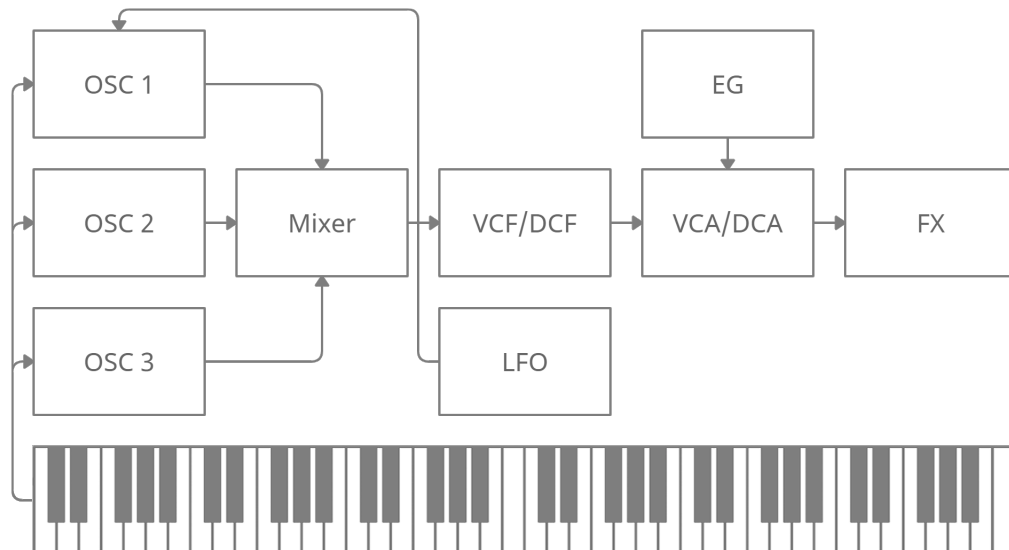 OSC 1
EG
OSC 2
Mixer
VCF/DCF
VCA/DCA
FX
OSC 3
LFO